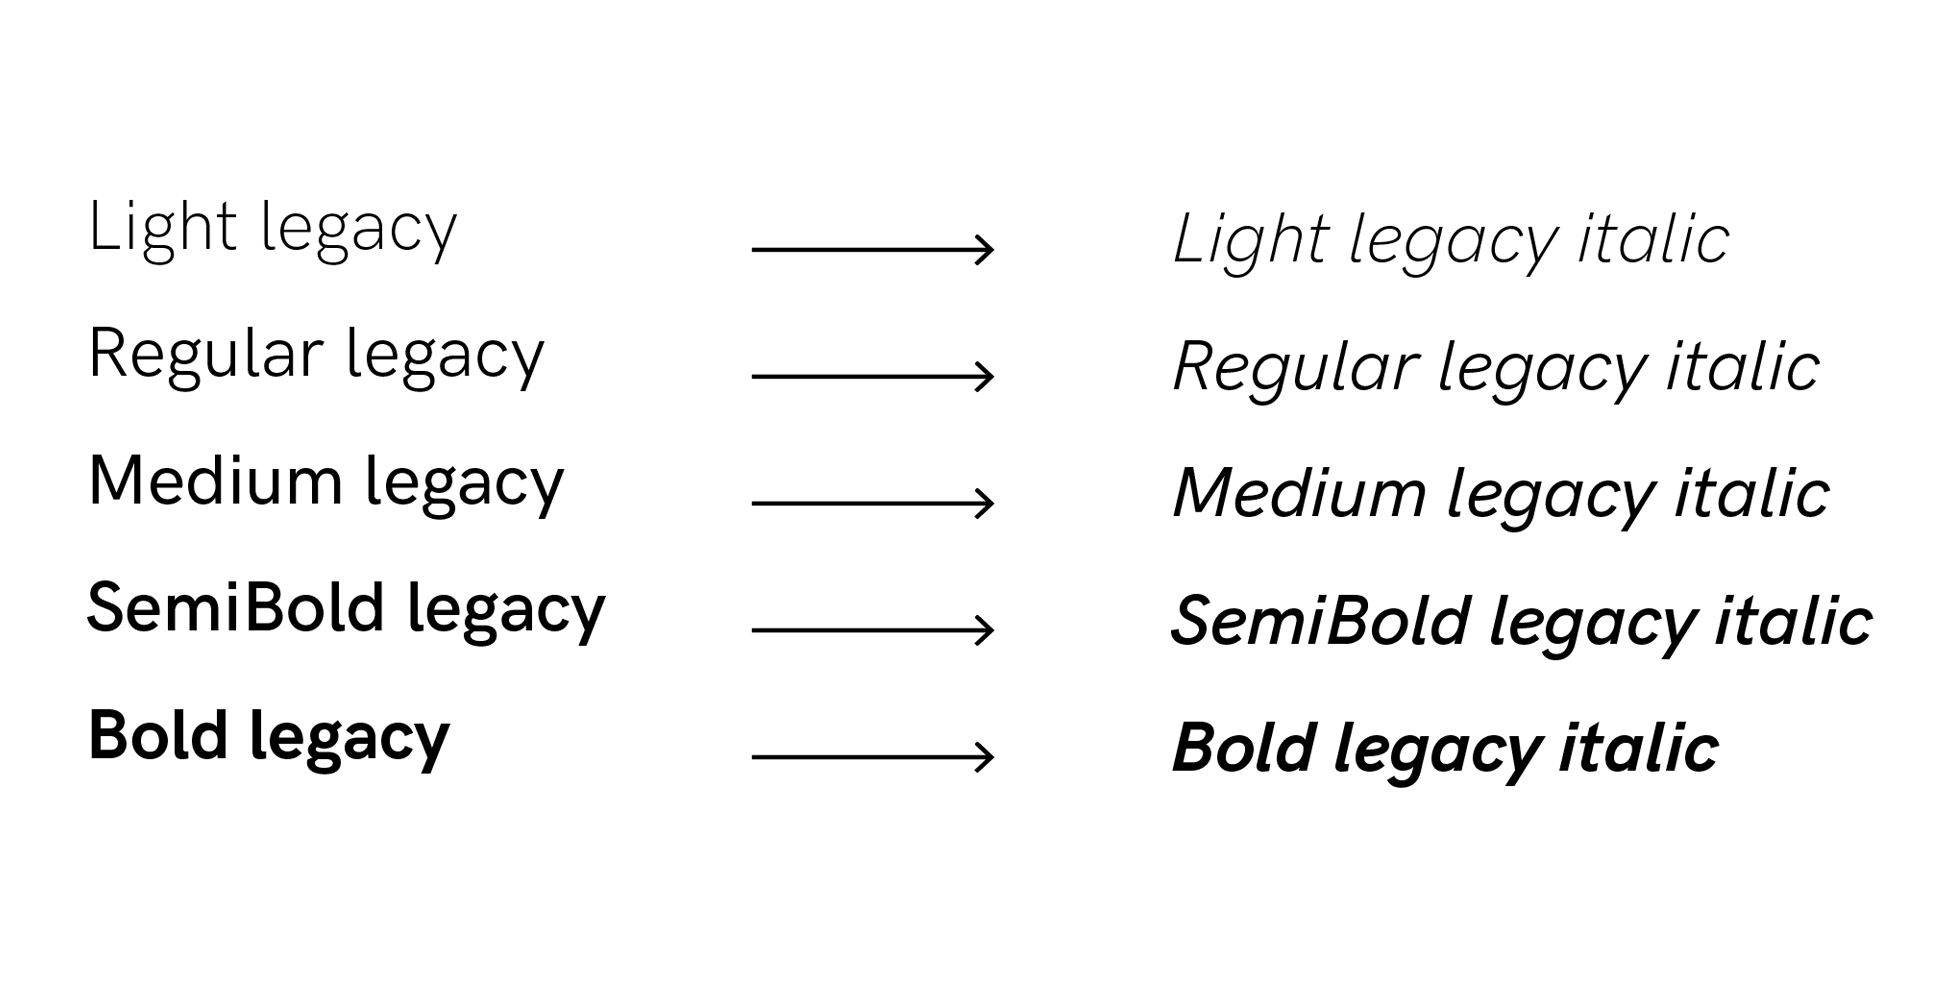 Light legacy → Light legacy italic
Regular legacy → Regular legacy italic
Medium legacy → Medium legacy italic
SemiBold legacy → SemiBold legacy italic
Bold legacy → Bold legacy italic